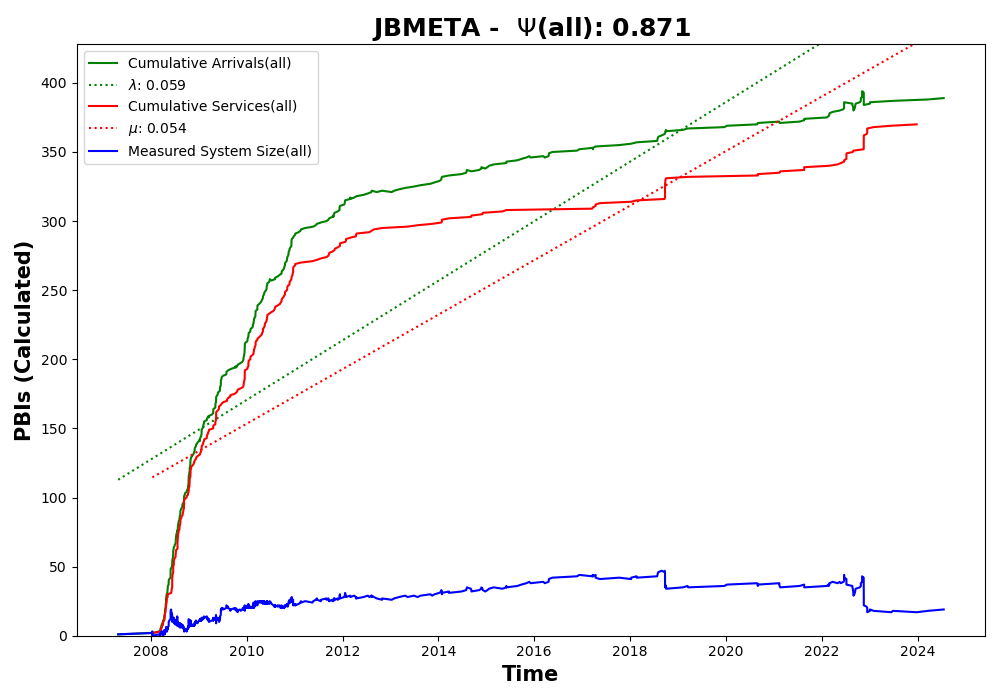 JBMETA - Ψ(all): 0.871
Cumulative Arrivals(all)
λ: 0.059
Cumulative Services(all)
μ: 0.054
Measured System Size(all)
PBIs (Calculated)
400
350
300
250
200
150
100
50
0
2008 2010 2012 2014 2016 2018 2020 2022 2024
Time